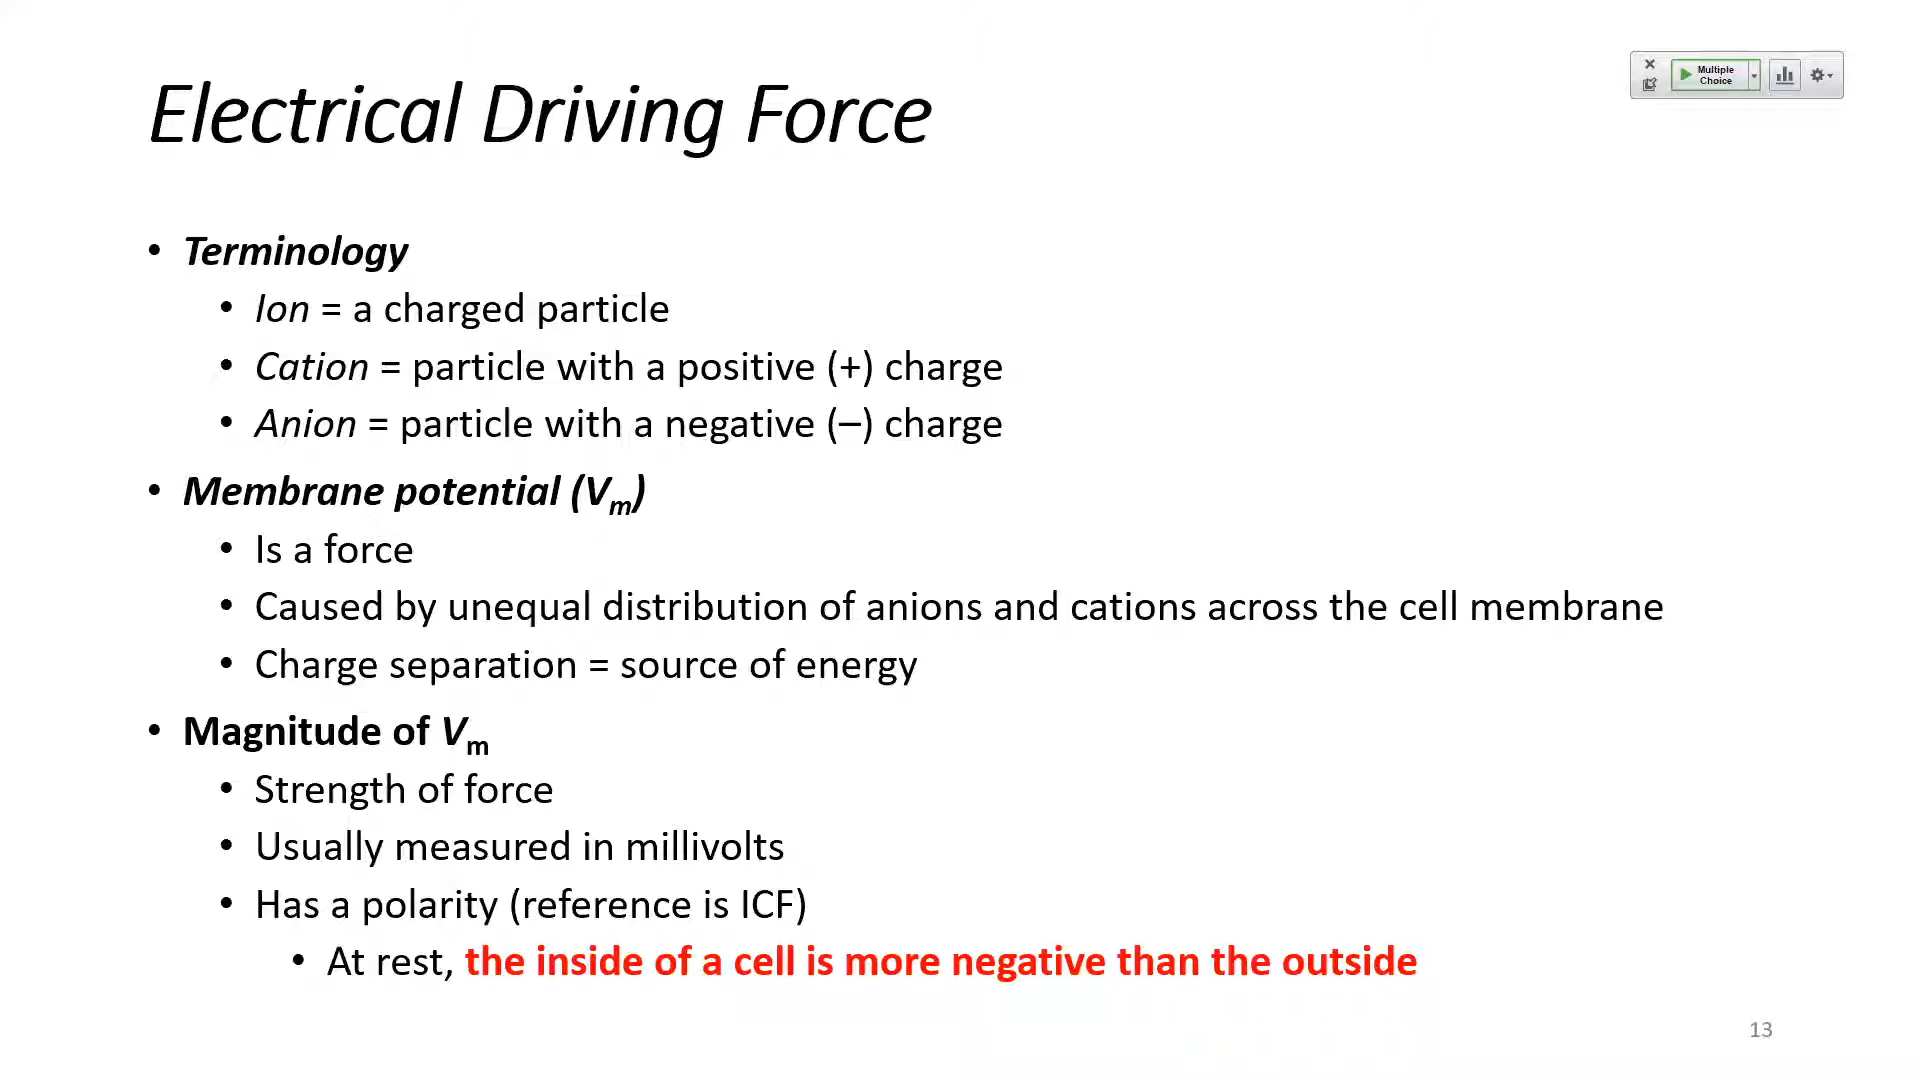 Electrical Driving Force
Multiple
Choice
• Terminology
• Ion = a charged particle
• Cation = particle with a positive (+) charge
• Anion = particle with a negative (–) charge
• Membrane potential (Vm)
• Is a force
• Caused by unequal distribution of anions and cations across the cell membrane
• Charge separation = source of energy
• Magnitude of Vm
• Strength of force
• Usually measured in millivolts
• Has a polarity (reference is ICF)
• At rest, the inside of a cell is more negative than the outside
13